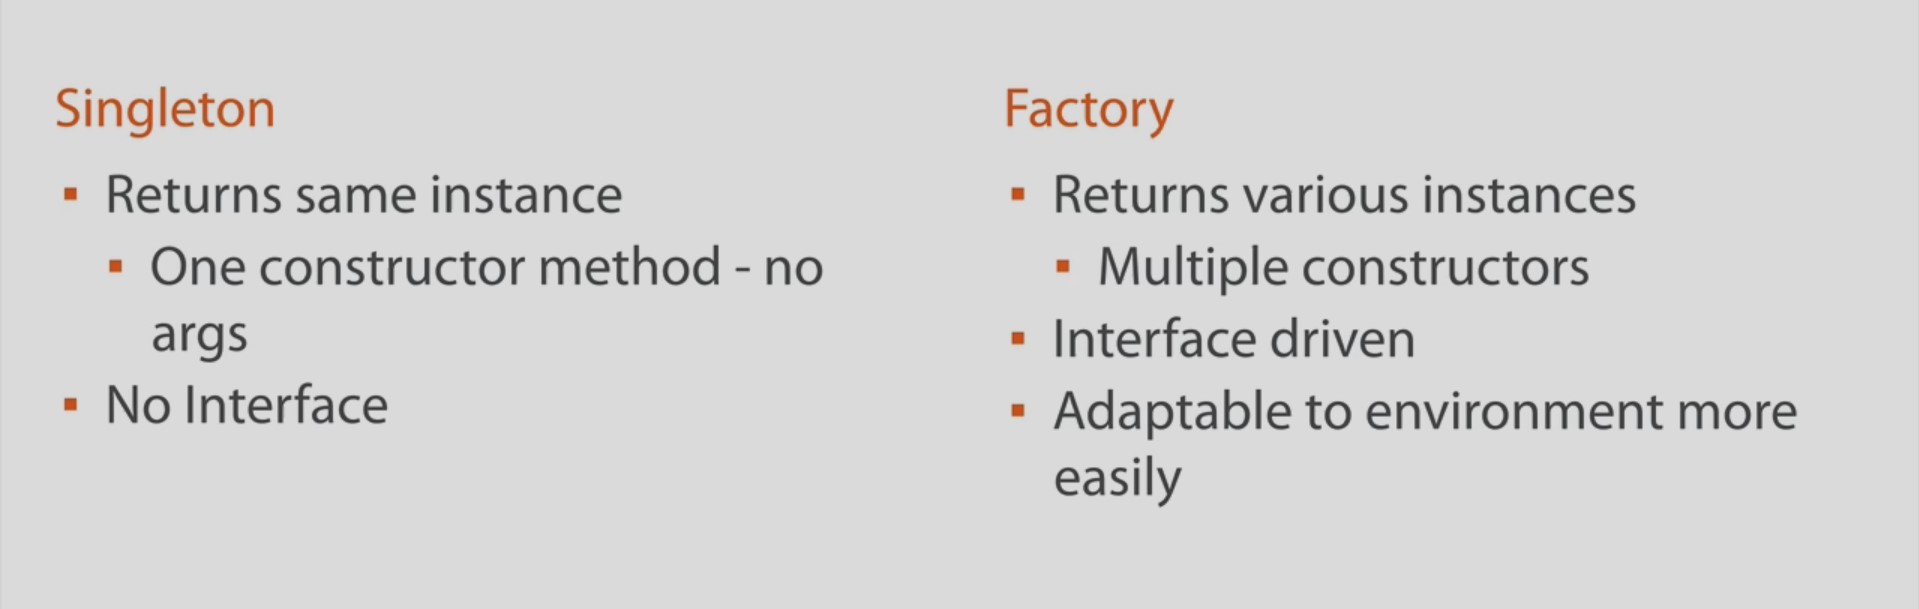 Singleton
Returns same instance
One constructor method - no
args
No Interface
Factory
Returns various instances
Multiple constructors
Interface driven
Adaptable to environment more
easily